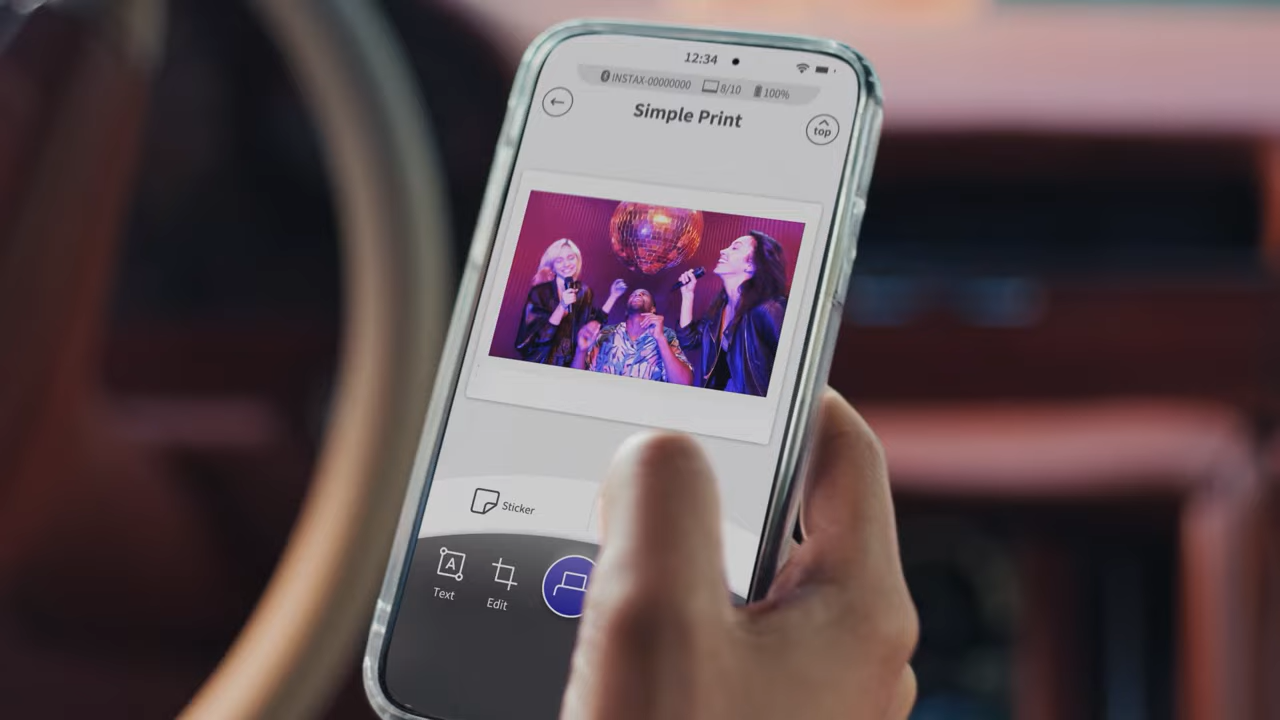 12:34
INSTAX-00000000 8/10 100%
Simple Print
top
Sticker
A
Text
Edit